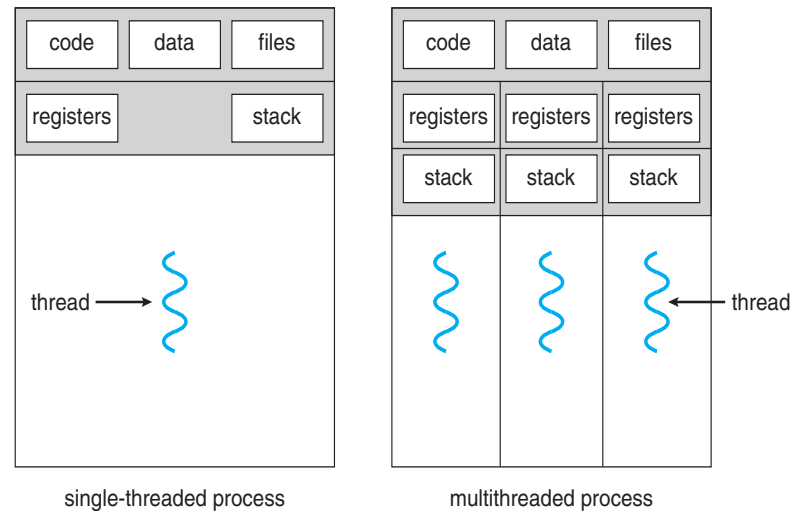 code data files
registers stack
thread
single-threaded process
code data files
registers registers registers
stack stack stack
thread
multithreaded process